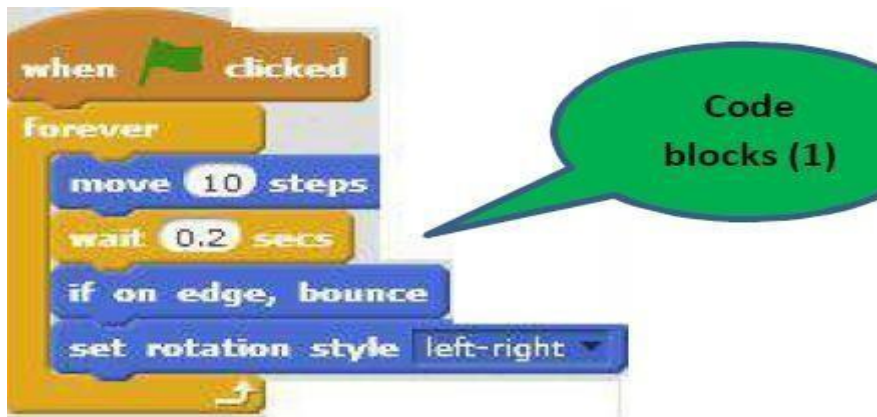 when clicked
forever
move 10 steps
wait 0.2 secs
if on edge, bounce
set rotation style left-right
Code
blocks (1)